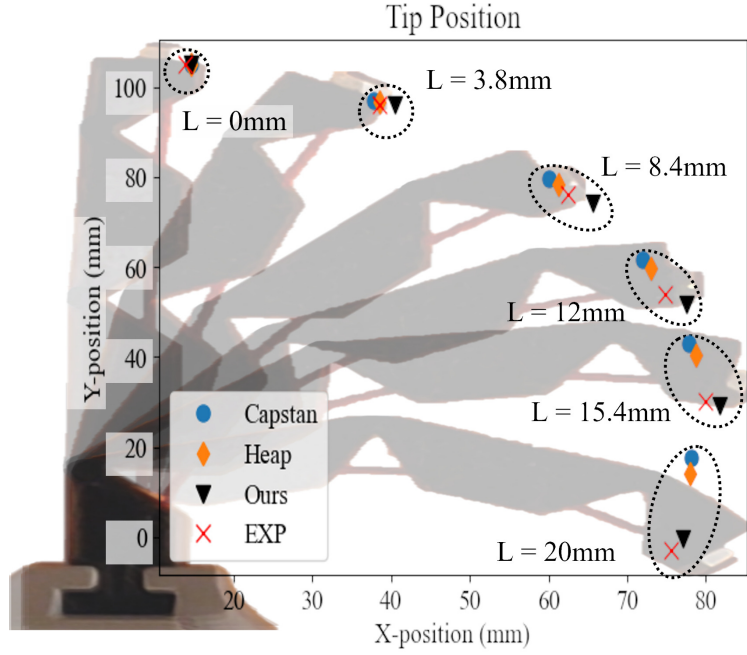 Tip Position
L = 0mm
L = 3.8mm
L = 8.4mm
L = 12mm
L = 15.4mm
L = 20mm
Y-position (mm)
100
80
60
40
20
0
Capstan
Heap
Ours
EXP
20 30 40 50 60 70 80
X-position (mm)